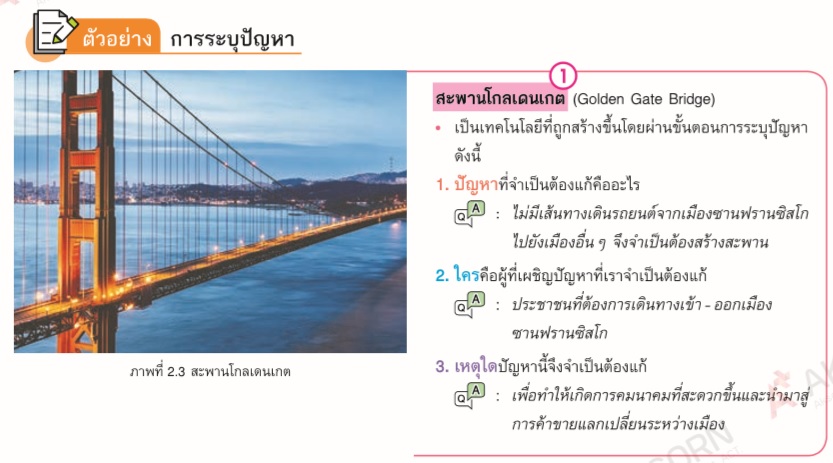 ตัวอย่าง การระบุปัญหา
1
สะพานโกลเดนเกต (Golden Gate Bridge)
• เป็นเทคโนโลยีที่ถูกสร้างขึ้นโดยผ่านขั้นตอนการระบุปัญหา
ดังนี้
1. ปัญหาที่จำเป็นต้องแก้คืออะไร
Q A : ไม่มีเส้นทางเดินรถยนต์จากเมืองซานฟรานซิสโก
ไปยังเมืองอื่น ๆ จึงจำเป็นต้องสร้างสะพาน
2. ใครคือผู้ที่เผชิญปัญหาที่เราจำเป็นต้องแก้
Q A : ประชาชนที่ต้องการเดินทางเข้า - ออกเมือง
ซานฟรานซิสโก
3. เหตุใดปัญหานี้จึงจำเป็นต้องแก้
Q A : เพื่อทำให้เกิดการคมนาคมที่สะดวกขึ้นและนำมาสู่
การค้าขายแลกเปลี่ยนระหว่างเมือง
ภาพที่ 2.3 สะพานโกลเดนเกต